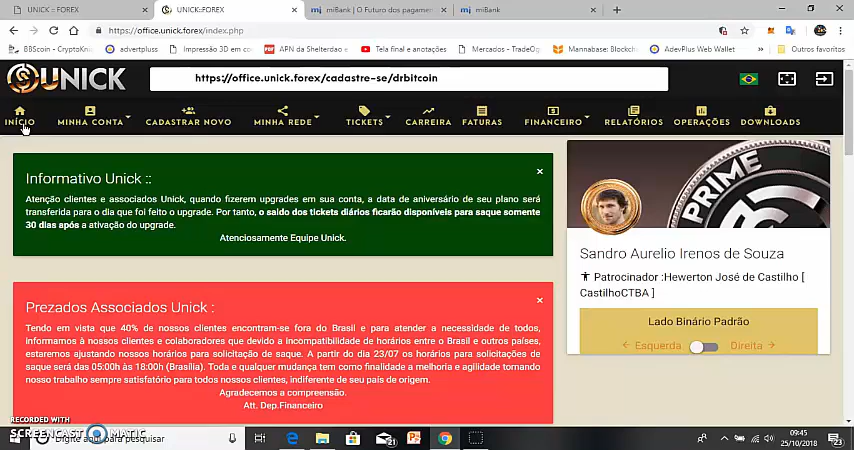 UNICK :: FOREX
UNICK::FOREX
miBank | O Futuro dos pagamen
miBank
https://office.unick.forex/index.php
BBScoin - CryptoKni
advertplus
Impressão 3D em co
APN da Shelterdao e
Tela final e anotações
Mercados - TradeOg
Mannabase: Blockch
AdevPlus Web Wallet
»
Outros favoritos
UNICK
https://office.unick.forex/cadastre-se/drbitcoin
INÍCIO
MINHA CONTA
CADASTRAR NOVO
MINHA REDE
TICKETS
CARREIRA
FATURAS
FINANCEIRO
RELATÓRIOS
OPERAÇÕES
DOWNLOADS
Informativo Unick ::
Atenção clientes e associados Unick, quando fizerem upgrades em sua conta, a data de aniversário de seu plano será
transferida para o dia que foi feito o upgrade. Por tanto, o saldo dos tickets diários ficarão disponíveis para saque somente
30 dias após a ativação do upgrade.
Atenciosamente Equipe Unick.
Prezados Associados Unick :
Tendo em vista que 40% de nossos clientes encontram-se fora do Brasil e para atender a necessidade de todos,
informamos à nossos clientes e colaboradores que devido a incompatibilidade de horários entre o Brasil e outros países,
estaremos ajustando nossos horários para solicitação de saque. A partir do dia 23/07 os horários para solicitações de
saque será das 05:00h às 18:00h (Brasília). Toda e qualquer mudança tem como finalidade a melhoria e agilidade tornando
nosso trabalho sempre satisfatório para todos nossos clientes, indiferente de seu país de origem.
Agradecemos a compreensão.
Att. Dep.Financeiro
PRIME
Sandro Aurelio Irenos de Souza
Patrocinador :Hewerton José de Castilho [
CastilhoCTBA ]
Lado Binário Padrão
Esquerda
Direita
RECORDED WITH
SCREENCAST MATIC
Digite aqui para pesquisar
21
09:45
25/10/2018
23